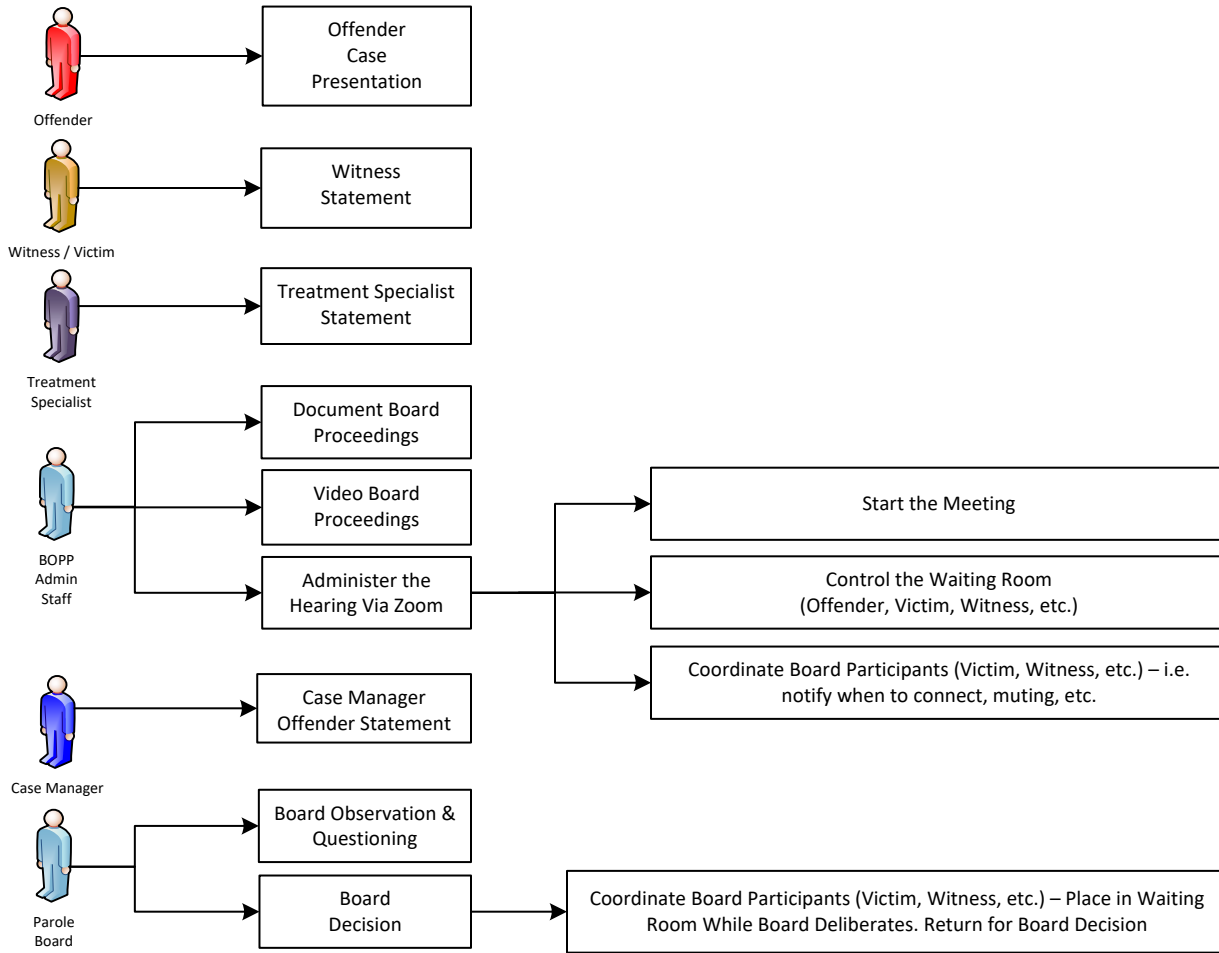 Offender
Case
Presentation
Offender
Witness
Statement
Witness / Victim
Treatment Specialist
Statement
Treatment
Specialist
Document Board
Proceedings
Video Board
Proceedings
Start the Meeting
BOPP
Admin
Staff
Administer the
Hearing Via Zoom
Control the Waiting Room
(Offender, Victim, Witness, etc.)
Coordinate Board Participants (Victim, Witness, etc.) – i.e.
notify when to connect, muting, etc.
Case Manager
Offender Statement
Case Manager
Board Observation &
Questioning
Parole
Board
Board
Decision
Coordinate Board Participants (Victim, Witness, etc.) – Place in Waiting
Room While Board Deliberates. Return for Board Decision